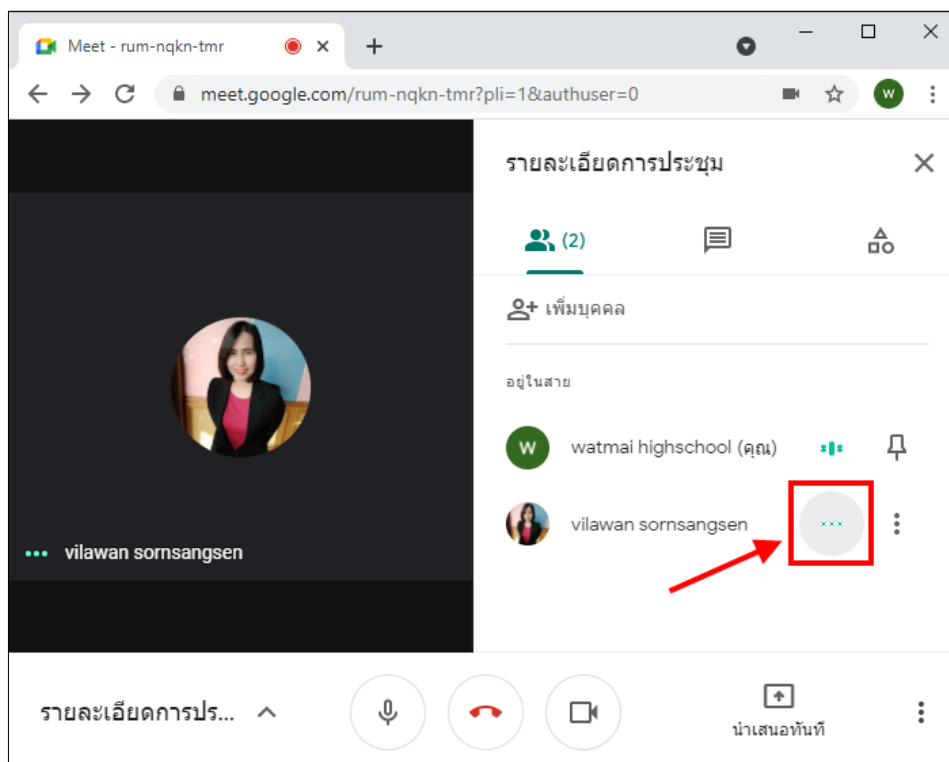 Meet - rum-nqkn-tmr
meet.google.com/rum-nqkn-tmr?pli=1&authuser=0
W
รายละเอียดการประชุม
(2)
เพิ่มบุคคล
อยู่ในสาย
W watmai highschool (คุณ)
vilawan sornsangsen
vilawan sornsangsen
รายละเอียดการปร...
นำเสนอทันที